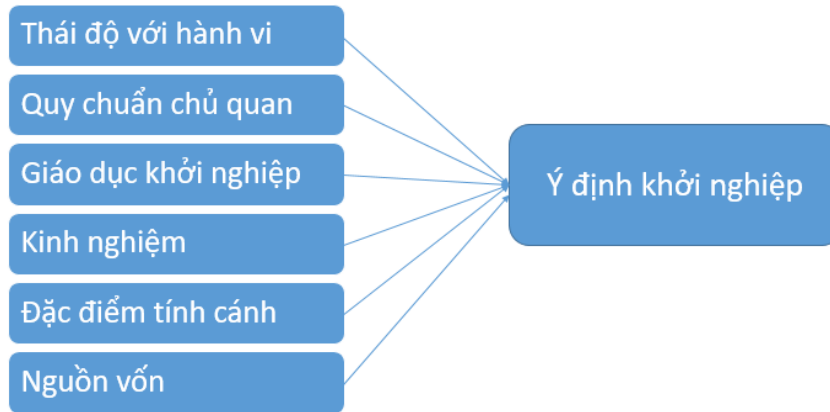 Thái độ với hành vi
Quy chuẩn chủ quan
Giáo dục khởi nghiệp
Kinh nghiệm
Đặc điểm tính cánh
Nguồn vốn
Ý định khởi nghiệp